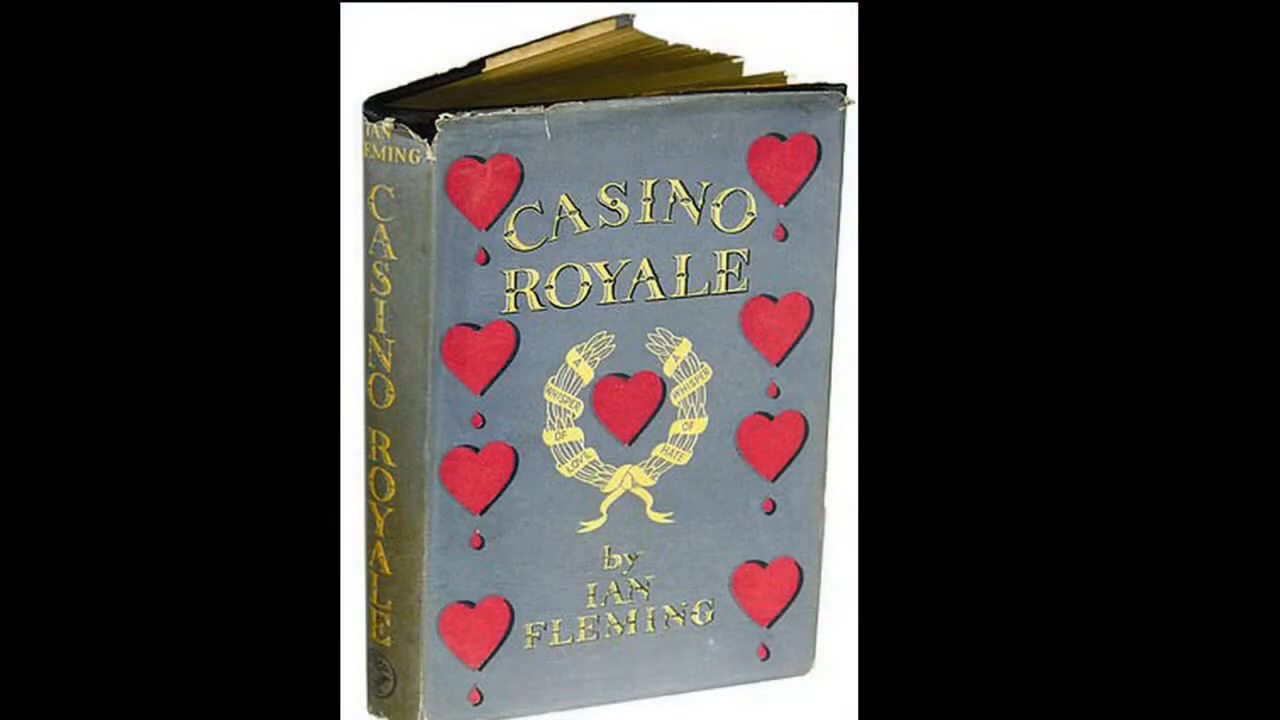 IAN
FLEMING
CASINO ROYALE
CASINO
ROYALE
A WHISPER OF LOVE
A WHISPER OF HATE
by
IAN
FLEMING